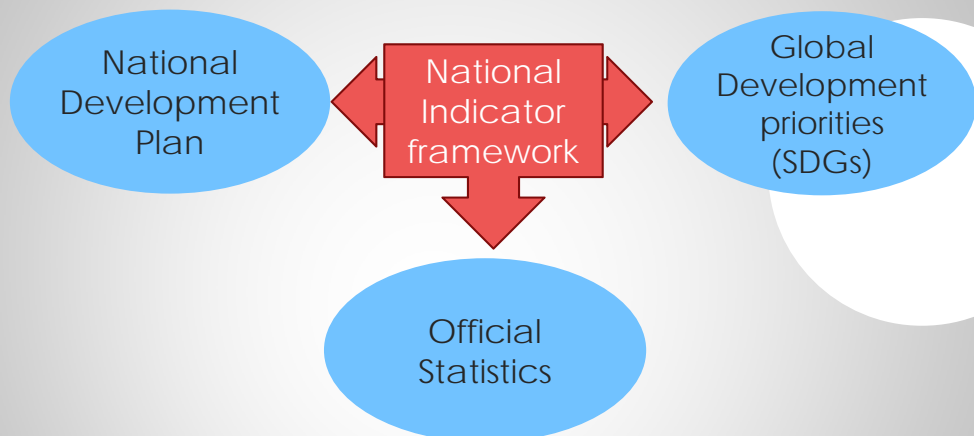 National
Development
Plan
National
Indicator
framework
Global
Development
priorities
(SDGs)
Official
Statistics